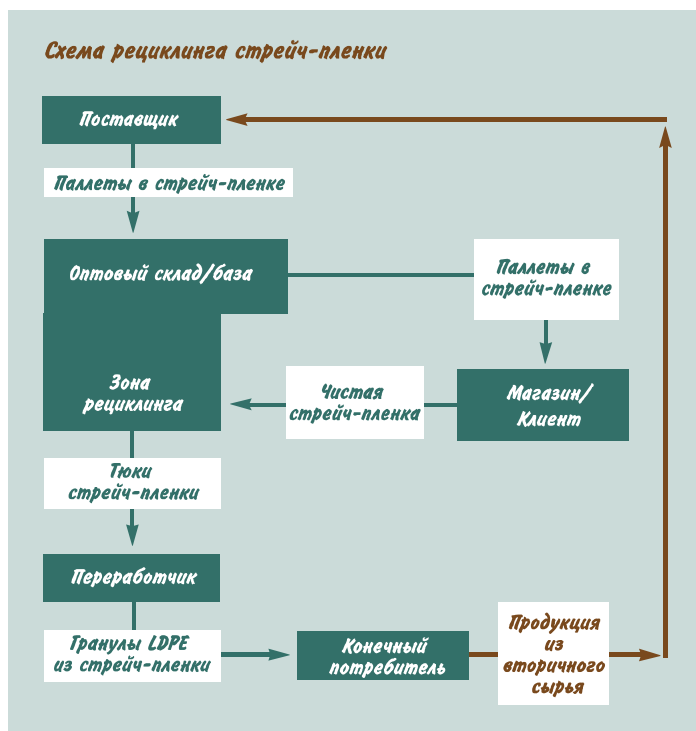 Схема рециклинга стрейч-пленки
Поставщик
Паллеты в стрейч-пленке
Оптовый склад/база
Паллеты в
стрейч-пленке
Зона
рециклинга
Чистая
стрейч-пленка
Магазин/
Клиент
Тюки
стрейч-пленки
Переработчик
Гранулы LDPE
из стрейч-пленки
Конечный
потребитель
Продукция
из
вторичного
сырья